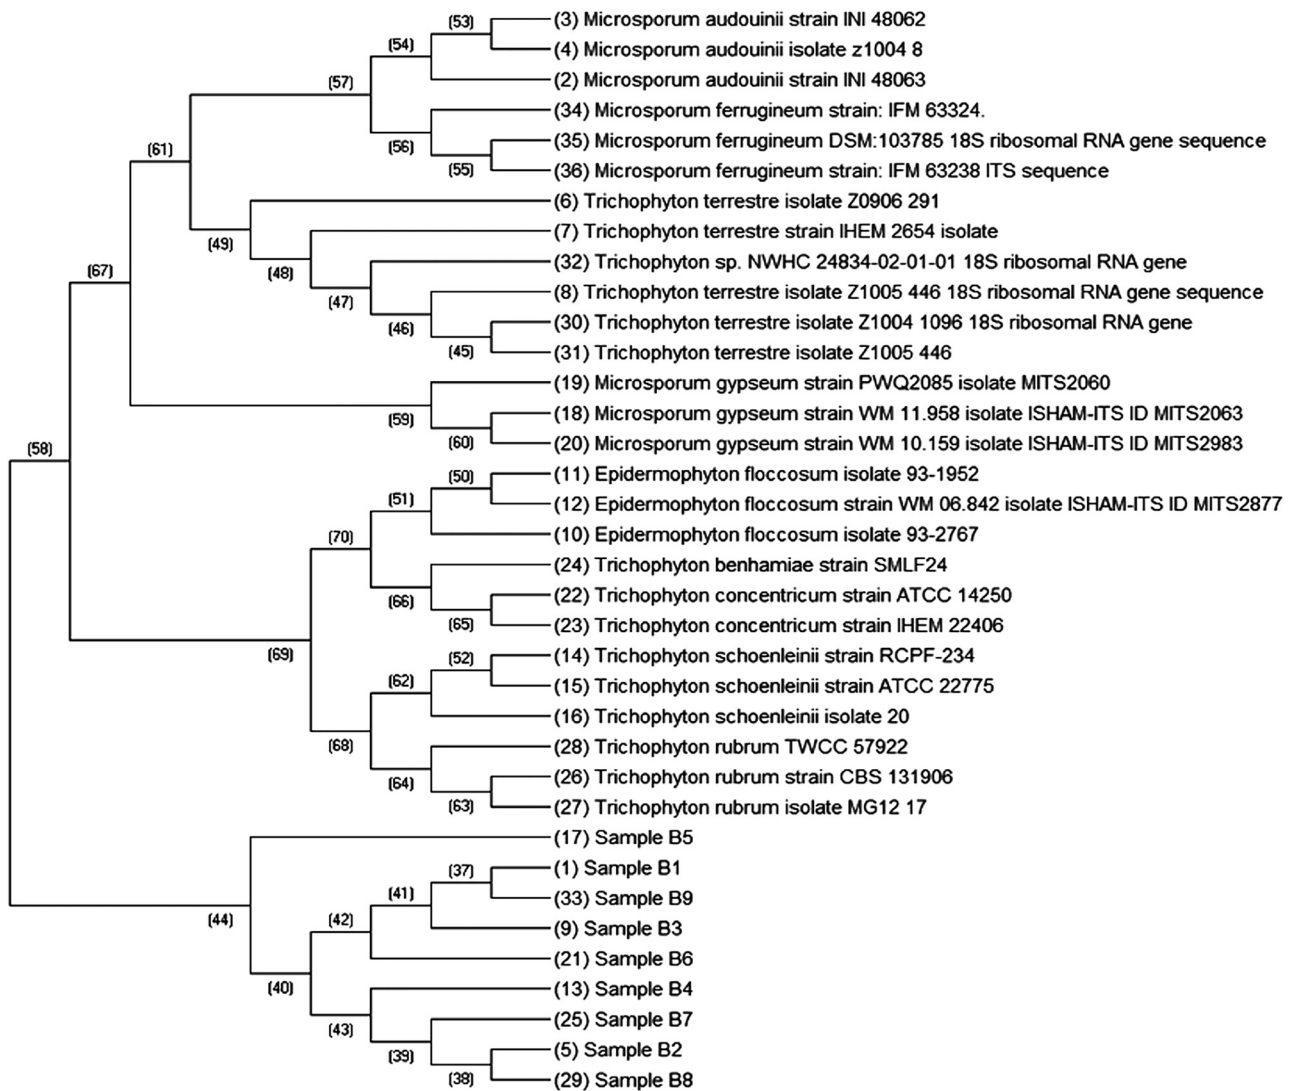 (53) (3) Microsporum audouinii strain INI 48062
(54) (4) Microsporum audouinii isolate z1004 8
(57) (2) Microsporum audouinii strain INI 48063
(34) Microsporum ferrugineum strain: IFM 63324.
(61) (56) (35) Microsporum ferrugineum DSM:103785 18S ribosomal RNA gene sequence
(55) (36) Microsporum ferrugineum strain: IFM 63238 ITS sequence
(6) Trichophyton terrestre isolate Z0906 291
(49) (7) Trichophyton terrestre strain IHEM 2654 isolate
(67) (48) (32) Trichophyton sp. NWHC 24834-02-01-01 18S ribosomal RNA gene
(47) (8) Trichophyton terrestre isolate Z1005 446 18S ribosomal RNA gene sequence
(46) (30) Trichophyton terrestre isolate Z1004 1096 18S ribosomal RNA gene
(45) (31) Trichophyton terrestre isolate Z1005 446
(19) Microsporum gypseum strain PWQ2085 isolate MITS2060
(59) (18) Microsporum gypseum strain WM 11.958 isolate ISHAM-ITS ID MITS2063
(58) (60) (20) Microsporum gypseum strain WM 10.159 isolate ISHAM-ITS ID MITS2983
(50) (11) Epidermophyton floccosum isolate 93-1952
(51) (12) Epidermophyton floccosum strain WM 06.842 isolate ISHAM-ITS ID MITS2877
(70) (10) Epidermophyton floccosum isolate 93-2767
(24) Trichophyton benhamiae strain SMLF24
(66) (22) Trichophyton concentricum strain ATCC 14250
(65) (23) Trichophyton concentricum strain IHEM 22406
(69) (52) (14) Trichophyton schoenleinii strain RCPF-234
(62) (15) Trichophyton schoenleinii strain ATCC 22775
(16) Trichophyton schoenleinii isolate 20
(68) (28) Trichophyton rubrum TWCC 57922
(64) (26) Trichophyton rubrum strain CBS 131906
(63) (27) Trichophyton rubrum isolate MG12 17
(17) Sample B5
(37) (1) Sample B1
(41) (33) Sample B9
(44) (42) (9) Sample B3
(21) Sample B6
(40) (13) Sample B4
(43) (25) Sample B7
(39) (5) Sample B2
(38) (29) Sample B8